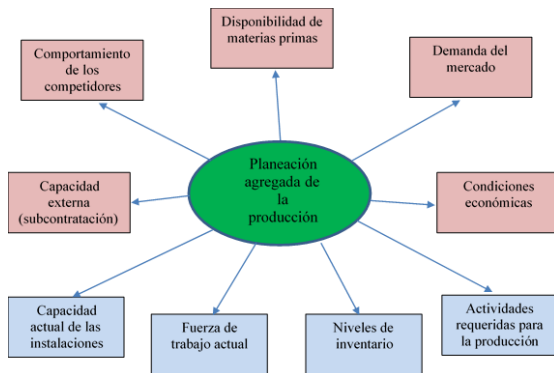 Disponibilidad de
materias primas
Comportamiento
de los
competidores
Demanda del
mercado
Planeación
agregada de
la
producción
Capacidad
externa
(subcontratación)
Condiciones
económicas
Capacidad
actual de las
instalaciones
Fuerza de
trabajo actual
Niveles de
inventario
Actividades
requeridas para
la producción